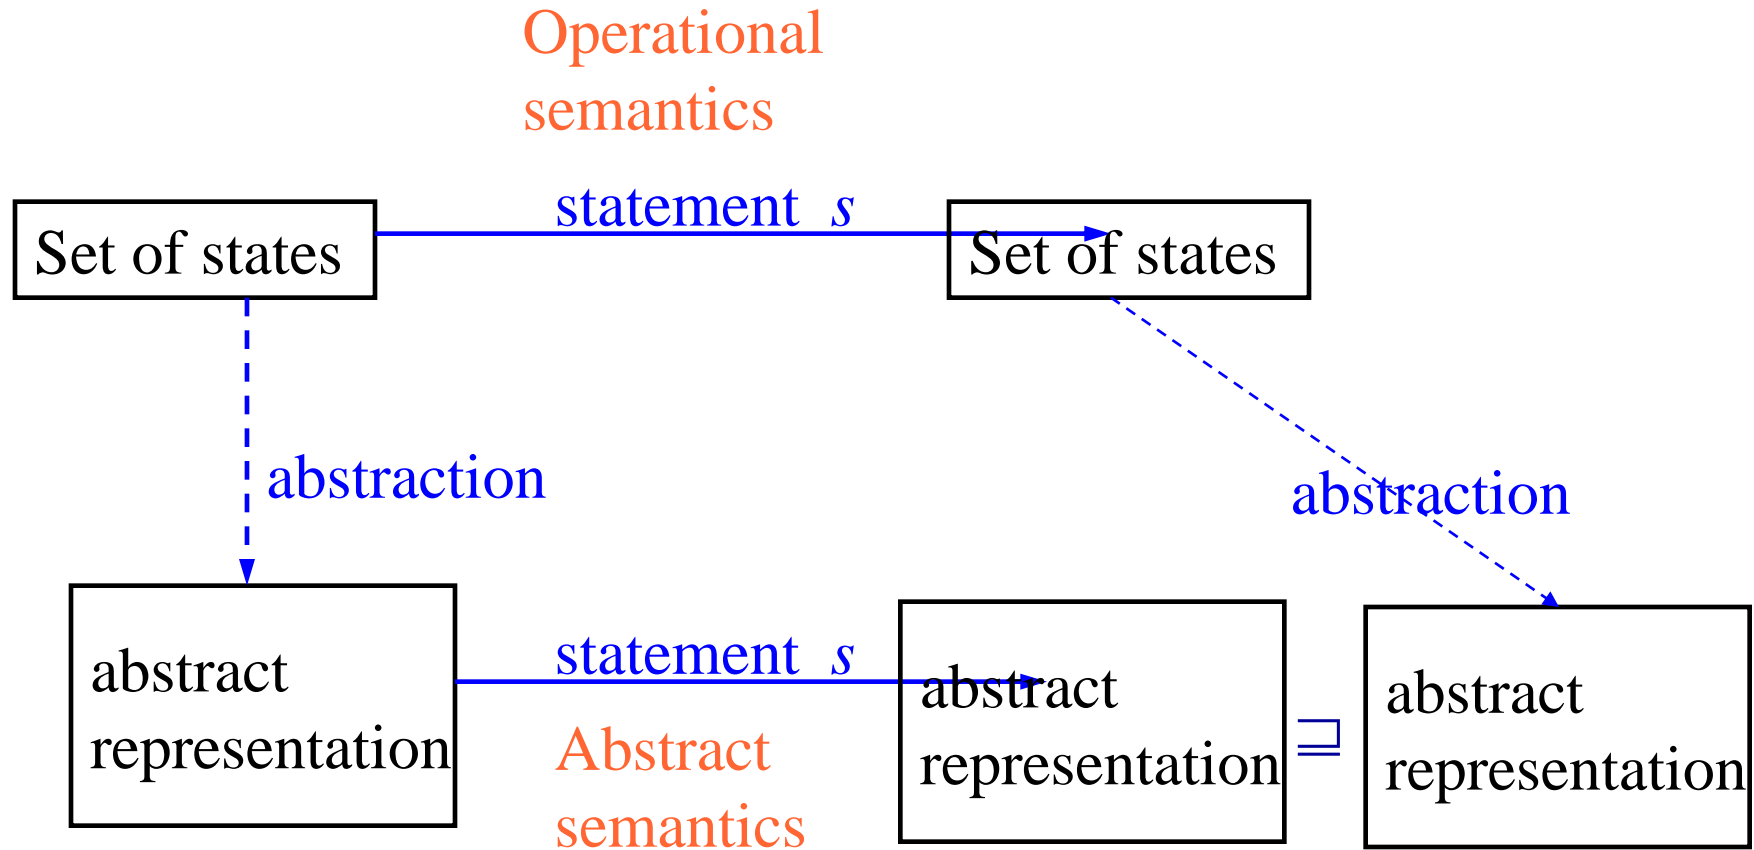 Operational
semantics
statement s
Set of states
Set of states
abstraction
abstraction
statement s
abstract
representation
abstract
representation
⊒
abstract
representation
Abstract
semantics